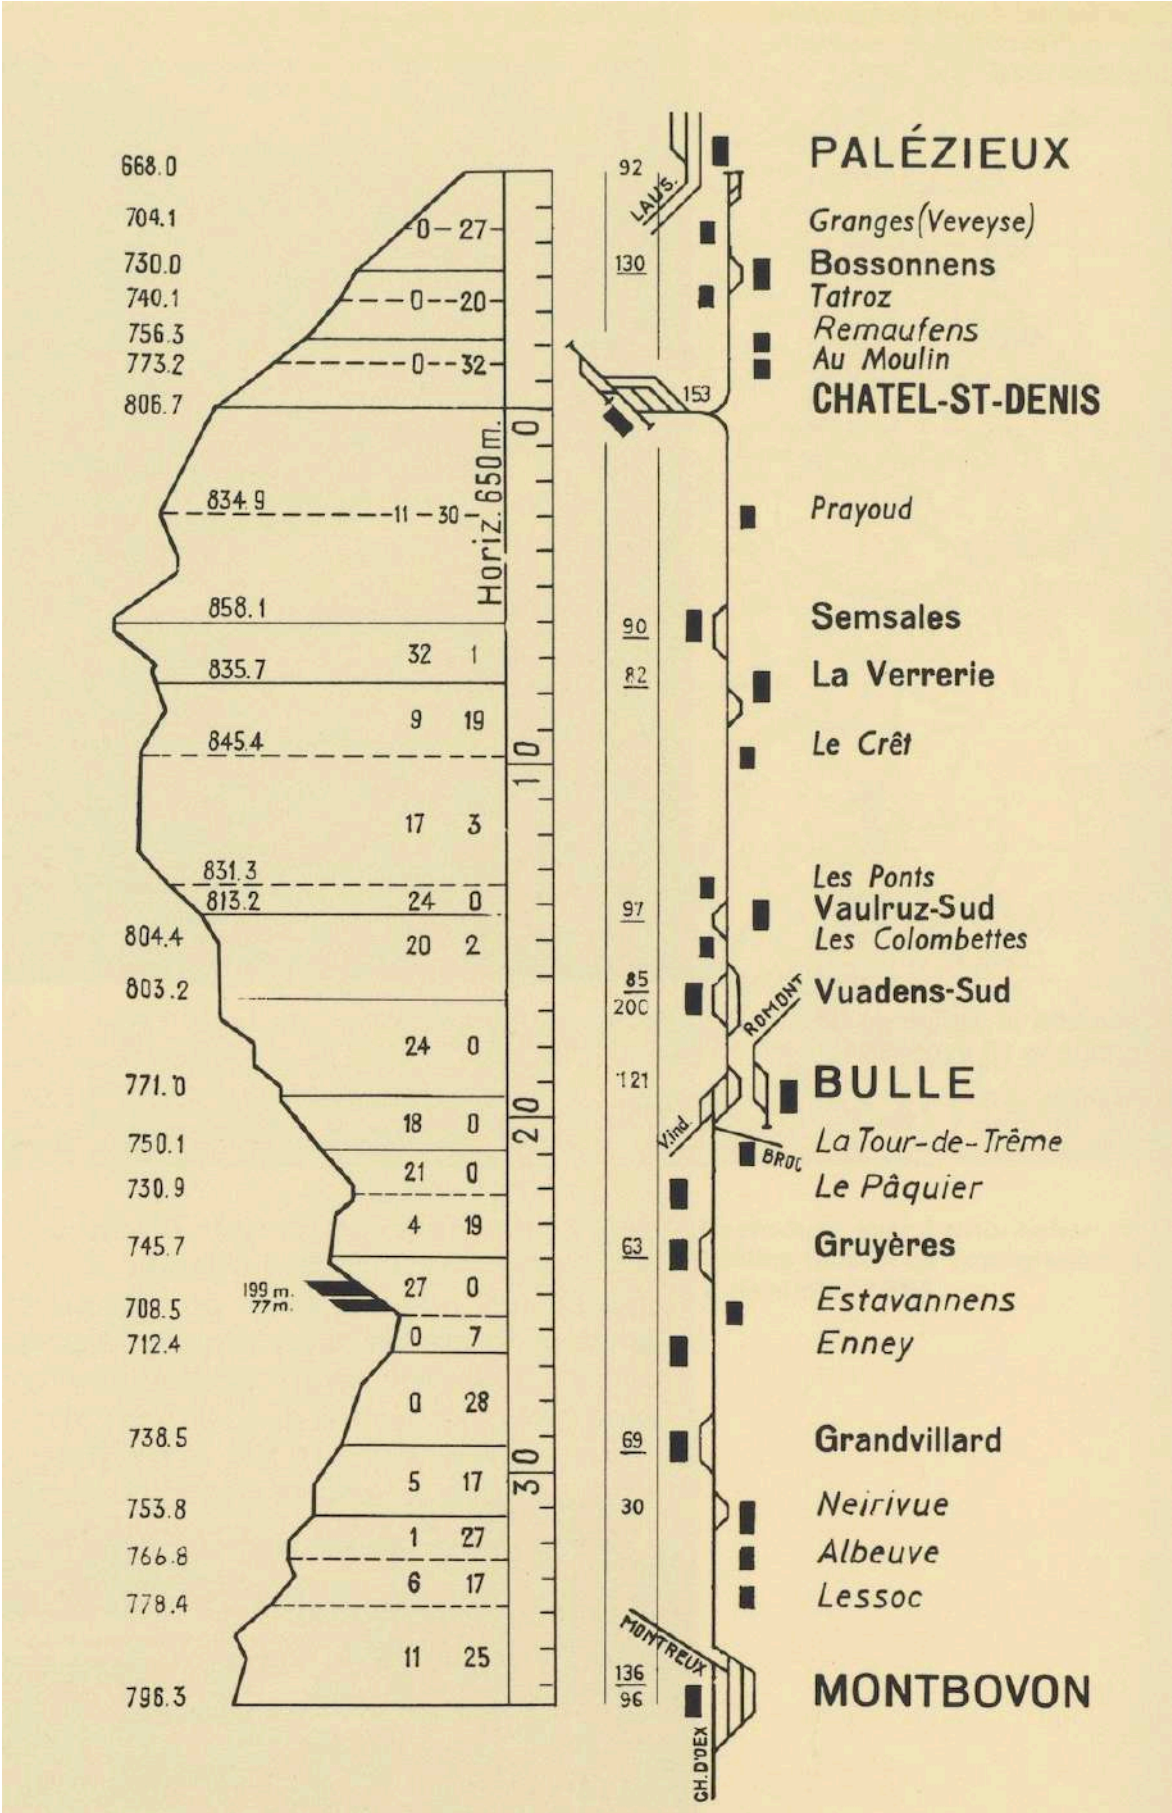 668.0 92 PALÉZIEUX
LAUS.
704.1 0 - 27 Granges (Veveyse)
730.0 130 Bossonnens
740.1 0 -- 20 Tatroz
756.3 Remaufens
773.2 0 -- 32 Au Moulin
806.7 153 CHATEL-ST-DENIS
0
Horiz. 650 m.
834.9 11 - 30 Prayoud
858.1 90 Semsales
32 1
835.7 82 La Verrerie
9 19
845.4 10 Le Crêt
17 3
831.3 Les Ponts
813.2 24 0 97 Vaulruz-Sud
804.4 20 2 Les Colombettes
803.2 85 Vuadens-Sud
200
ROMONT
24 0
771.0 121 BULLE
20
18 0
V.ind.
750.1 La Tour-de-Trême
BROC
21 0
730.9 Le Pâquier
4 19
745.7 63 Gruyères
27 0
199 m.
77 m.
708.5 Estavannens
712.4 0 7 Enney
0 28
738.5 69 Grandvillard
30
5 17
753.8 30 Neirivue
1 27
766.8 Albeuve
6 17
778.4 Lessoc
MONTREUX
11 25
136
796.3 96 MONTBOVON
CH. D'OEX